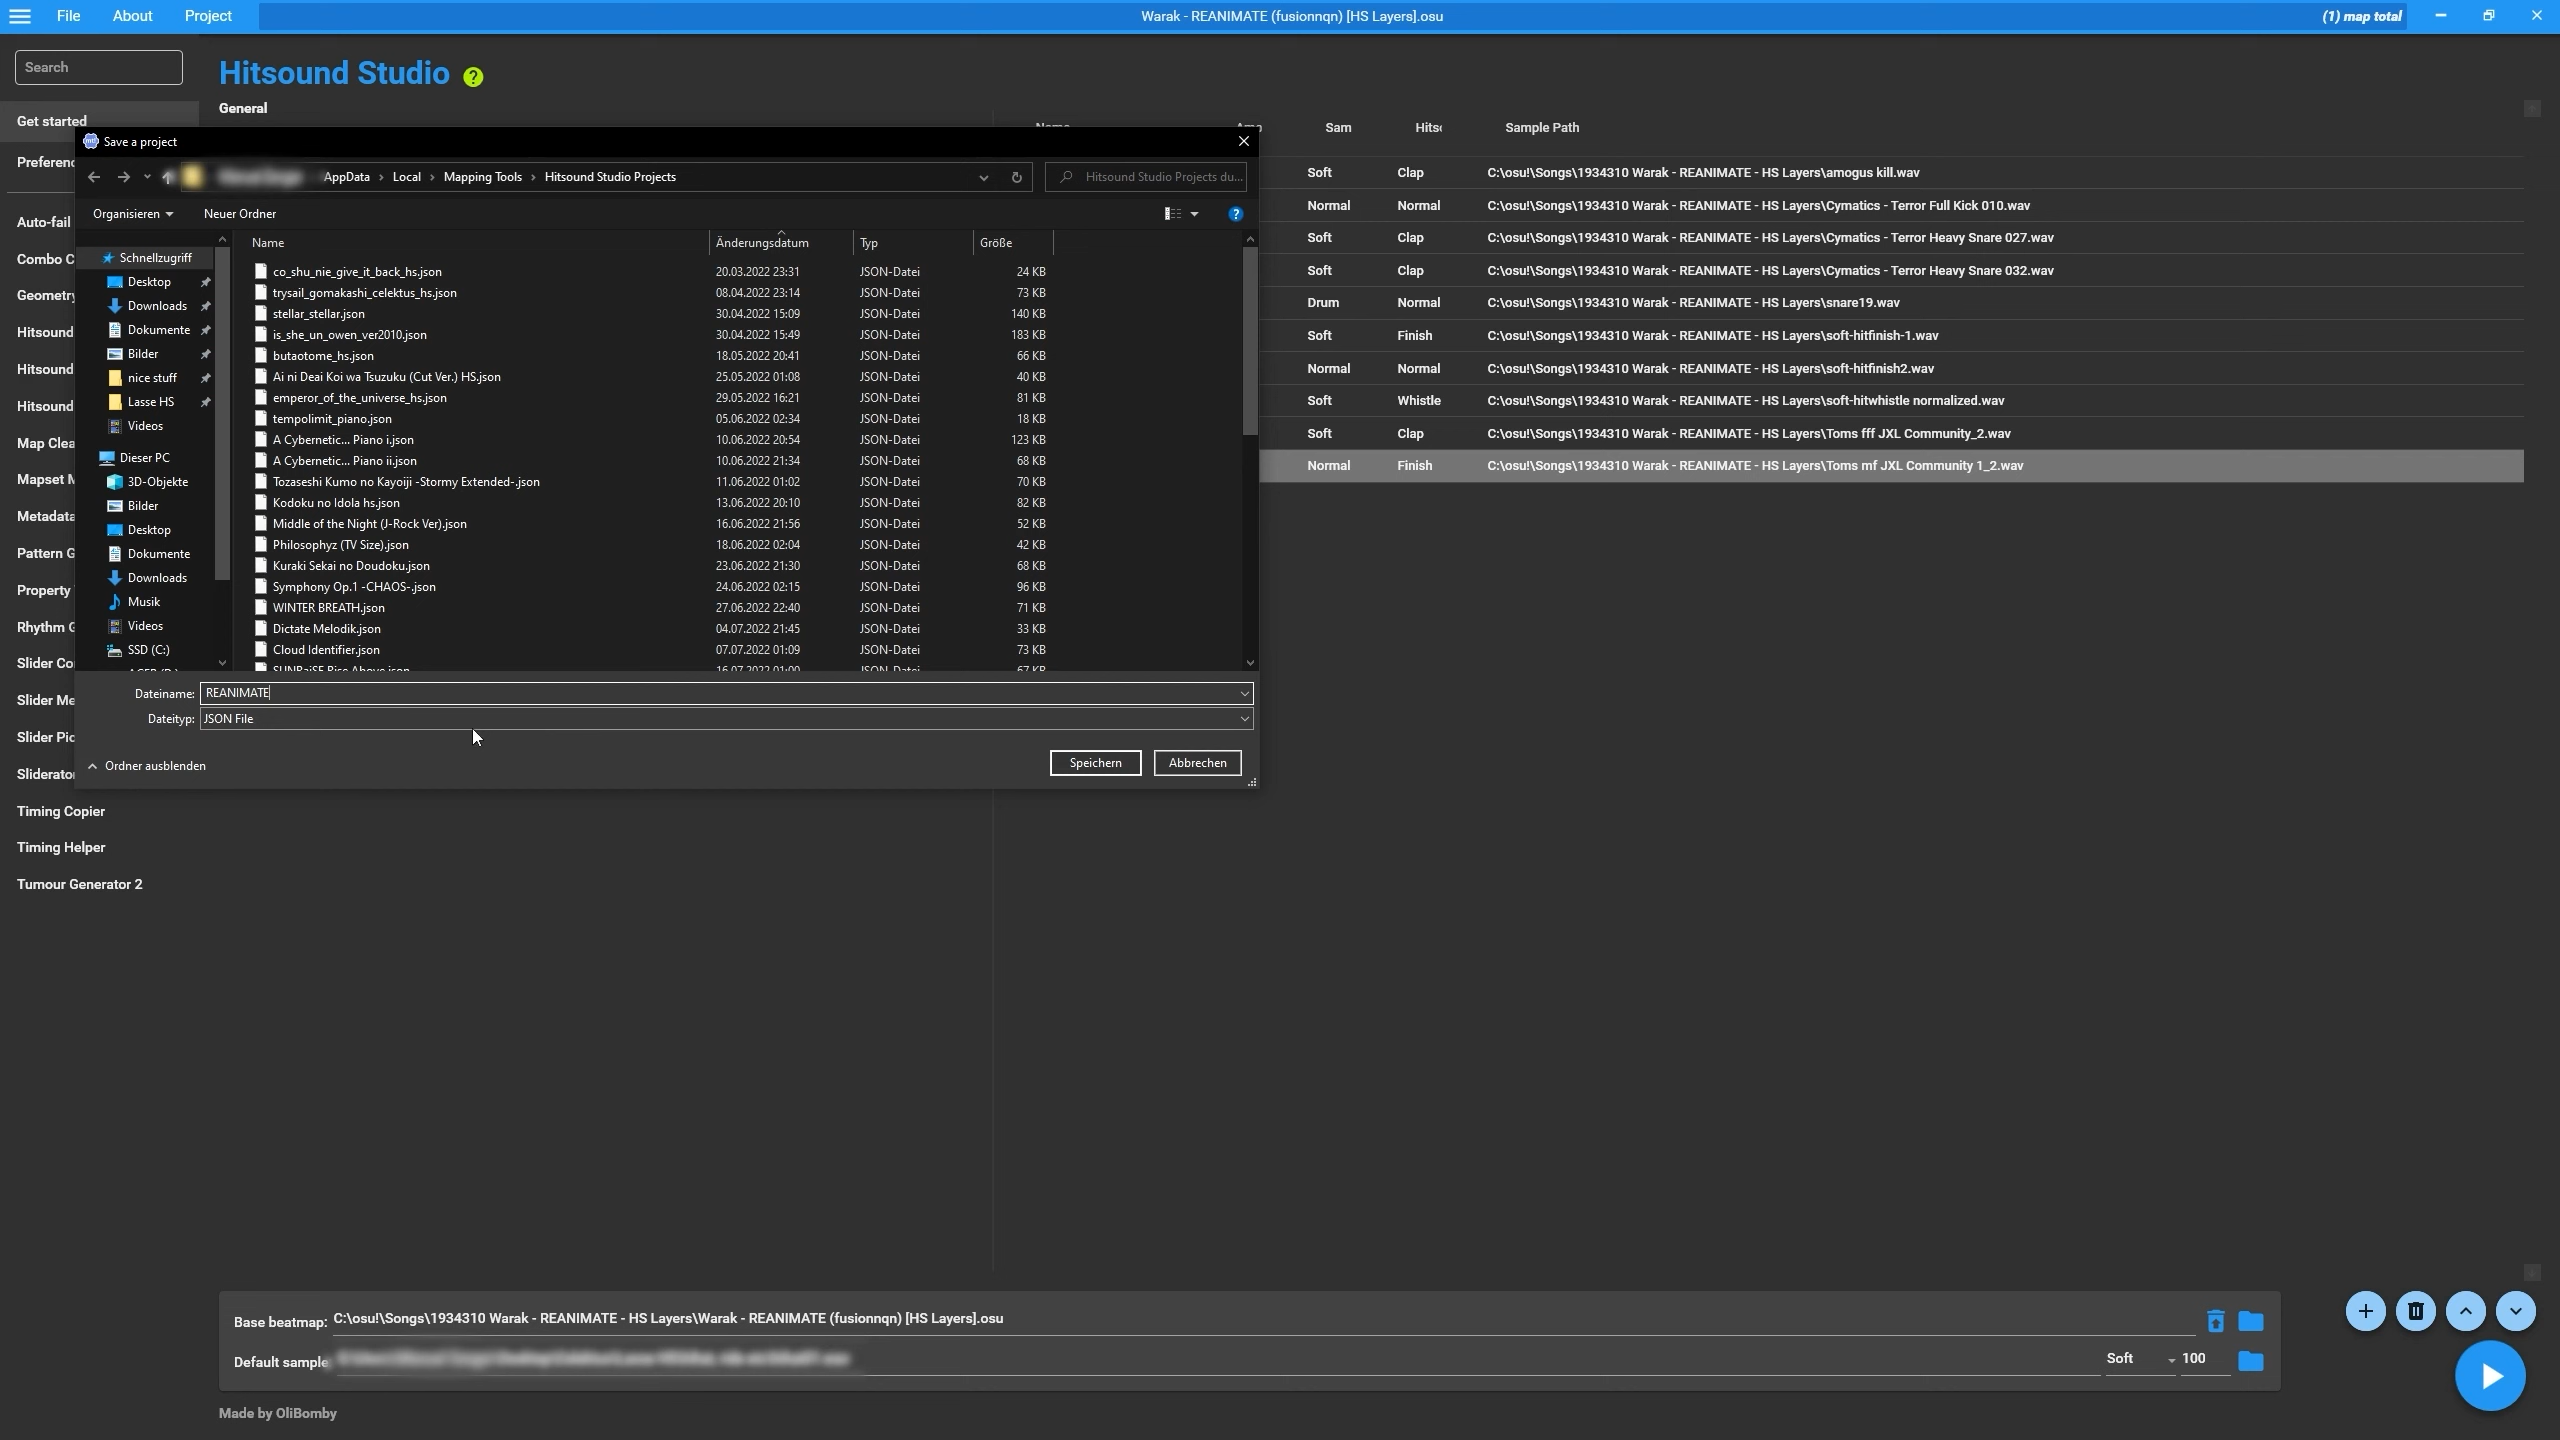 File About Project Warak - REANIMATE (fusionnqn) [HS Layers].osu (1) map total
Search
Hitsound Studio ?
General
Get started
Preferenc
Auto-fail
Combo C
Geometry
Hitsound
Hitsound
Hitsound
Map Clea
Mapset M
Metadata
Pattern G
Property
Rhythm G
Slider Co
Slider Me
Slider Pic
Sliderator
Timing Copier
Timing Helper
Tumour Generator 2
Save a project
AppData › Local › Mapping Tools › Hitsound Studio Projects
Hitsound Studio Projects du...
Organisieren Neuer Ordner
Schnellzugriff
Desktop
Downloads
Dokumente
Bilder
nice stuff
Lasse HS
Videos
Dieser PC
3D-Objekte
Bilder
Desktop
Dokumente
Downloads
Musik
Videos
SSD (C:)
Name Änderungsdatum Typ Größe
co_shu_nie_give_it_back_hs.json 20.03.2022 23:31 JSON-Datei 24 KB
trysail_gomakashi_celektus_hs.json 08.04.2022 23:14 JSON-Datei 73 KB
stellar_stellar.json 30.04.2022 15:09 JSON-Datei 140 KB
is_she_un_owen_ver2010.json 30.04.2022 15:49 JSON-Datei 183 KB
butaotome_hs.json 18.05.2022 20:41 JSON-Datei 66 KB
Ai ni Deai Koi wa Tsuzuku (Cut Ver.) HS.json 25.05.2022 01:08 JSON-Datei 40 KB
emperor_of_the_universe_hs.json 29.05.2022 16:21 JSON-Datei 81 KB
tempolimit_piano.json 05.06.2022 02:34 JSON-Datei 18 KB
A Cybernetic... Piano i.json 10.06.2022 20:54 JSON-Datei 123 KB
A Cybernetic... Piano ii.json 10.06.2022 21:34 JSON-Datei 68 KB
Tozaseshi Kumo no Kayoiji -Stormy Extended-.json 11.06.2022 01:02 JSON-Datei 70 KB
Kodoku no Idola hs.json 13.06.2022 20:10 JSON-Datei 82 KB
Middle of the Night (J-Rock Ver).json 16.06.2022 21:56 JSON-Datei 52 KB
Philosophyz (TV Size).json 18.06.2022 02:04 JSON-Datei 42 KB
Kuraki Sekai no Doudoku.json 23.06.2022 21:30 JSON-Datei 68 KB
Symphony Op.1 -CHAOS-.json 24.06.2022 02:15 JSON-Datei 96 KB
WINTER BREATH.json 27.06.2022 22:40 JSON-Datei 71 KB
Dictate Melodik.json 04.07.2022 21:45 JSON-Datei 33 KB
Cloud Identifier.json 07.07.2022 01:09 JSON-Datei 73 KB
SUNRaiSE Rise Above.json 16.07.2022 01:00 JSON-Datei 67 KB
Dateiname: REANIMATE
Dateityp: JSON File
Ordner ausblenden Speichern Abbrechen
Name Amp Sam Hits Sample Path
Soft Clap C:\osu!\Songs\1934310 Warak - REANIMATE - HS Layers\amogus kill.wav
Normal Normal C:\osu!\Songs\1934310 Warak - REANIMATE - HS Layers\Cymatics - Terror Full Kick 010.wav
Soft Clap C:\osu!\Songs\1934310 Warak - REANIMATE - HS Layers\Cymatics - Terror Heavy Snare 027.wav
Soft Clap C:\osu!\Songs\1934310 Warak - REANIMATE - HS Layers\Cymatics - Terror Heavy Snare 032.wav
Drum Normal C:\osu!\Songs\1934310 Warak - REANIMATE - HS Layers\snare19.wav
Soft Finish C:\osu!\Songs\1934310 Warak - REANIMATE - HS Layers\soft-hitfinish-1.wav
Normal Normal C:\osu!\Songs\1934310 Warak - REANIMATE - HS Layers\soft-hitfinish2.wav
Soft Whistle C:\osu!\Songs\1934310 Warak - REANIMATE - HS Layers\soft-hitwhistle normalized.wav
Soft Clap C:\osu!\Songs\1934310 Warak - REANIMATE - HS Layers\Toms fff JXL Community_2.wav
Normal Finish C:\osu!\Songs\1934310 Warak - REANIMATE - HS Layers\Toms mf JXL Community 1_2.wav
Base beatmap: C:\osu!\Songs\1934310 Warak - REANIMATE - HS Layers\Warak - REANIMATE (fusionnqn) [HS Layers].osu
Default sample Soft 100
Made by OliBomby